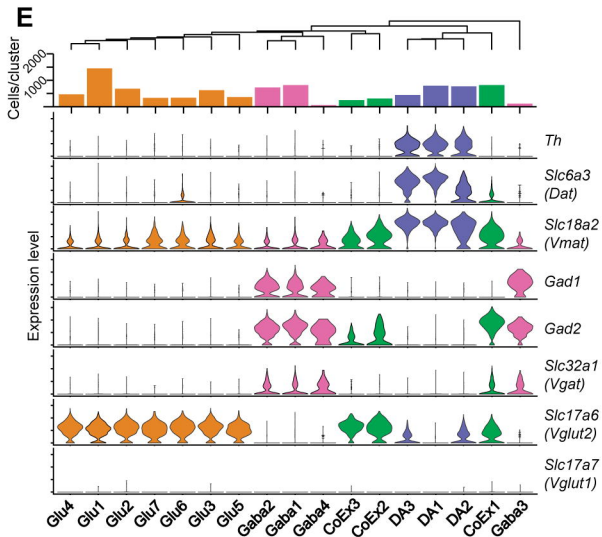 E
Cells/cluster
2000
1000
Expression level
Th
Slc6a3
(Dat)
Slc18a2
(Vmat)
Gad1
Gad2
Slc32a1
(Vgat)
Slc17a6
(Vglut2)
Slc17a7
(Vglut1)
Glu4
Glu1
Glu2
Glu7
Glu6
Glu3
Glu5
Gaba2
Gaba1
Gaba4
CoEx3
CoEx2
DA3
DA1
DA2
CoEx1
Gaba3